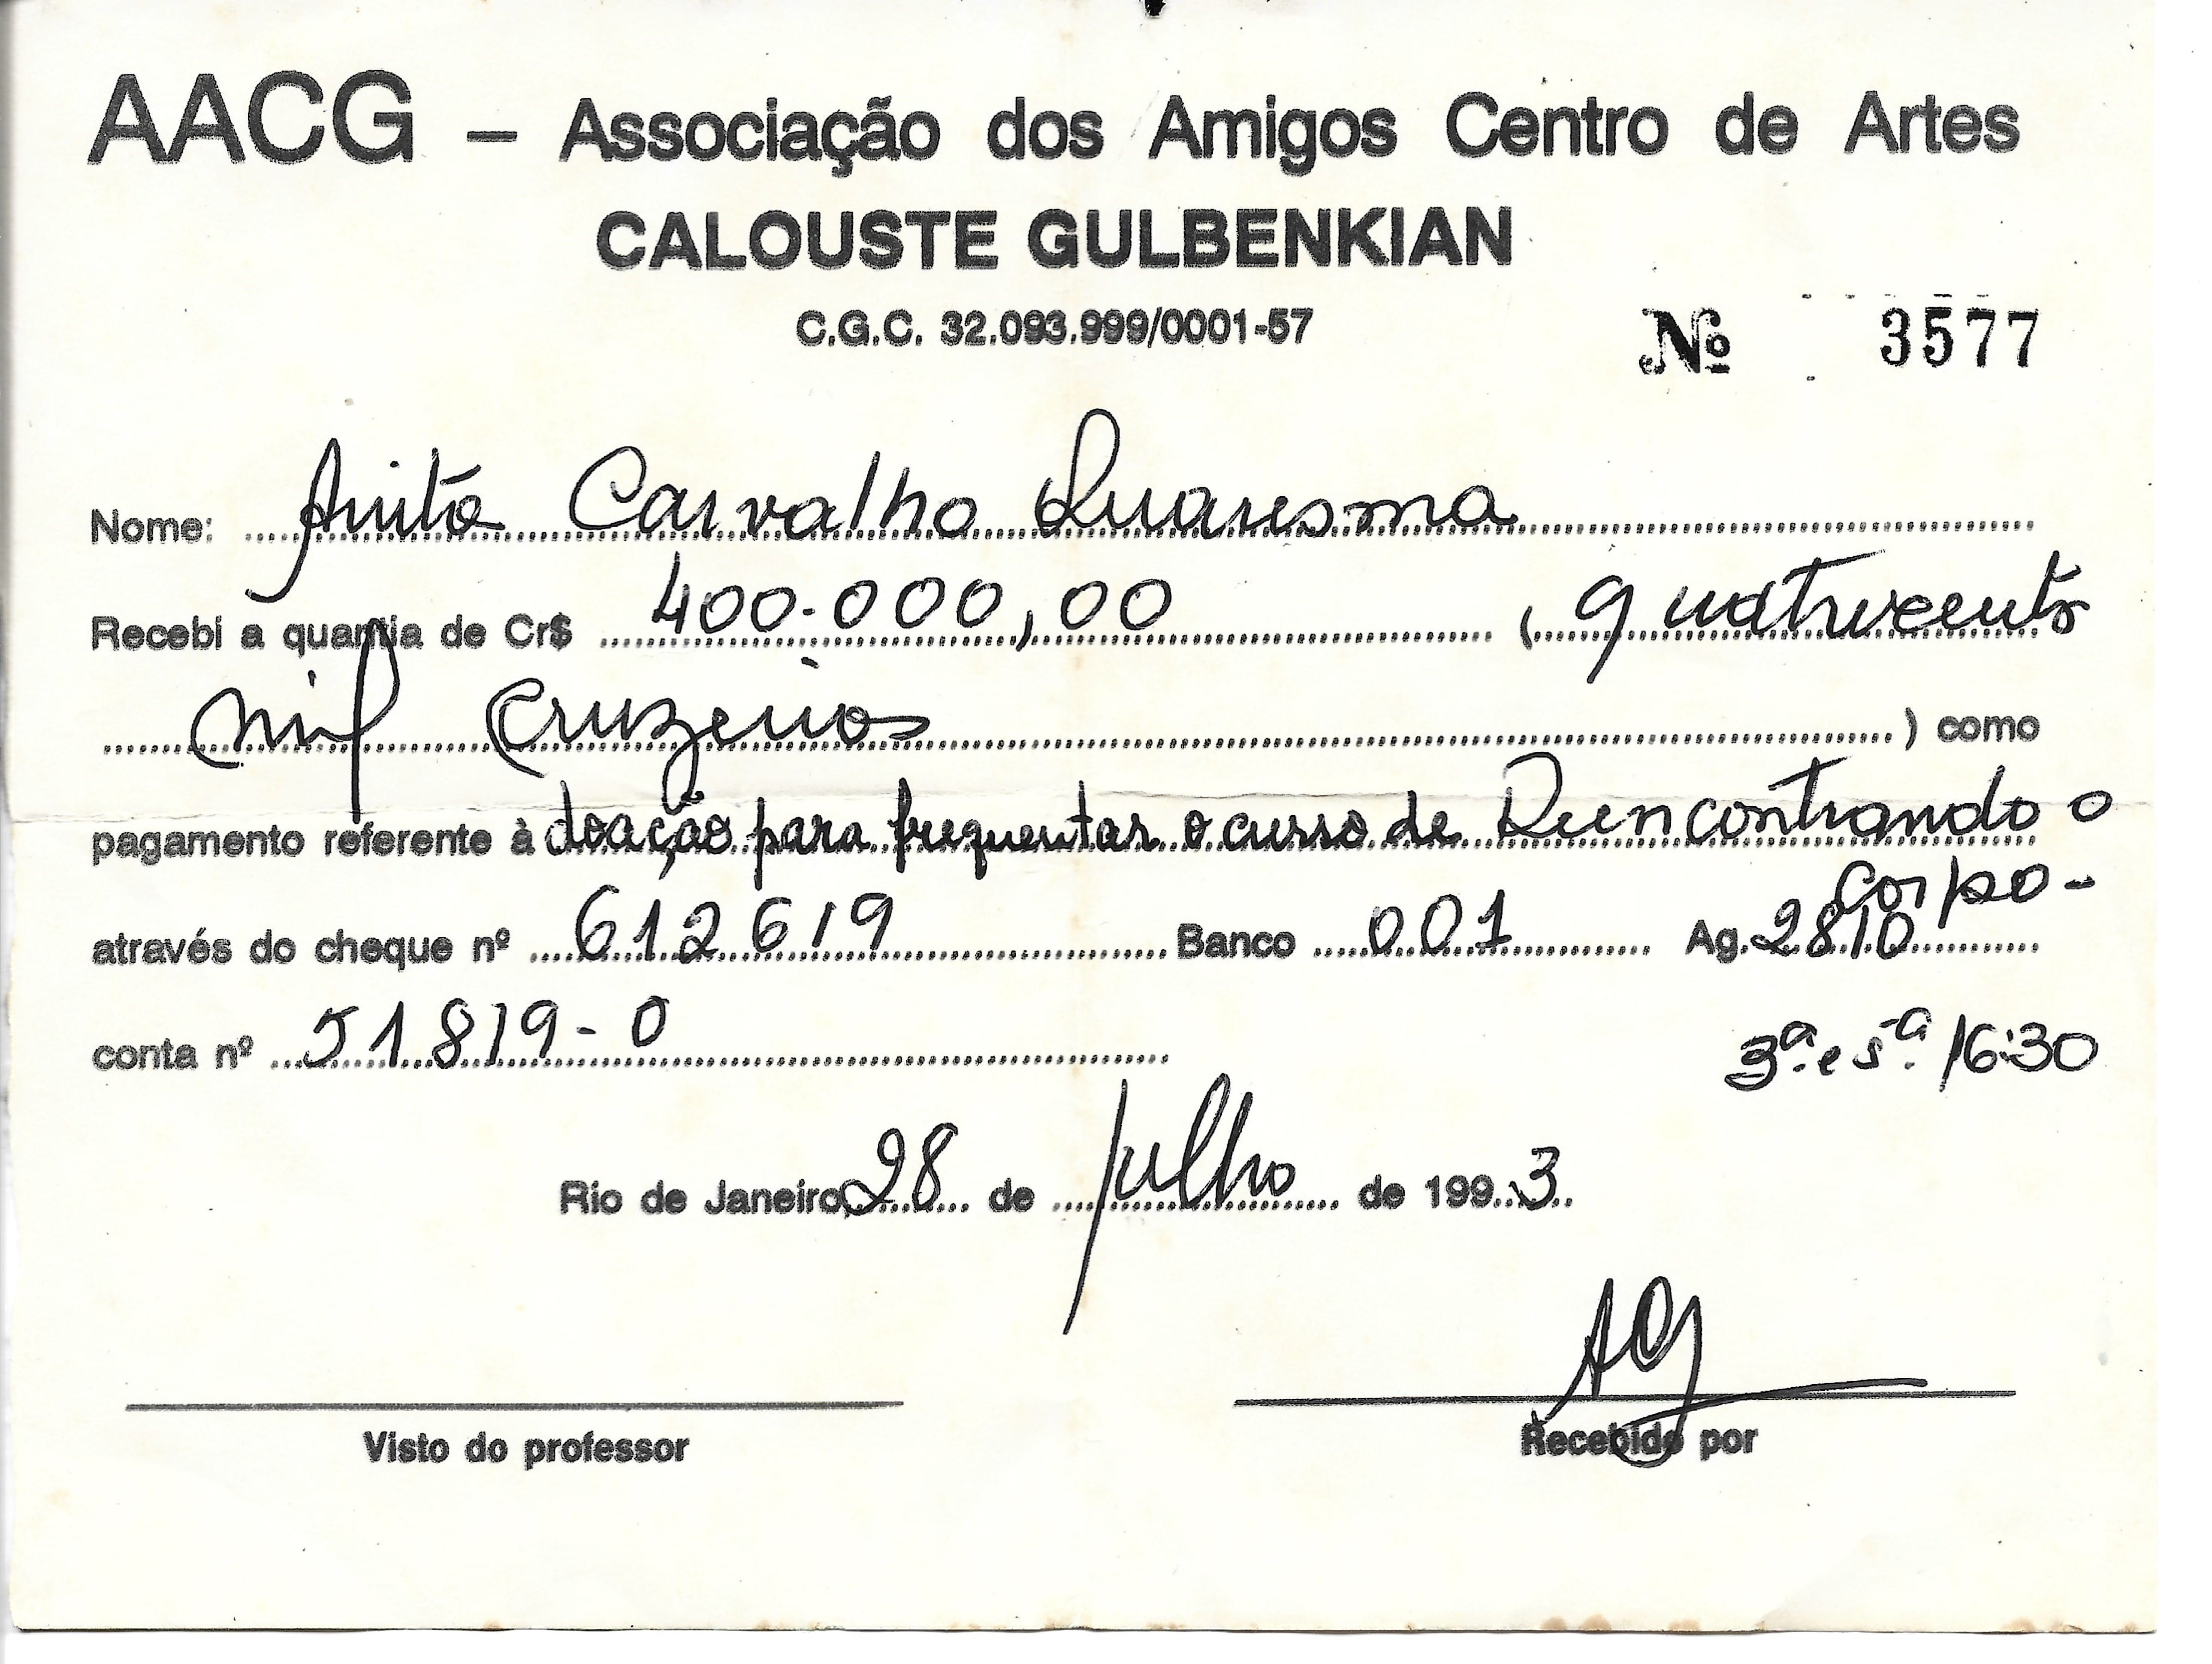 AACG – Associação dos Amigos Centro de Artes
CALOUSTE GULBENKIAN
C.G.C. 32.093.999/0001-57
Nº 3577
Nome: Anita Carvalho Quaresma
Recebi a quantia de Cr$ 400.000,00 (quatrocentos
mil Cruzeiros ) como
pagamento referente à doação para frequentar o curso de Reencontrando o
Corpo-
através do cheque nº 612619 Banco 001 Ag. 2810
conta nº 51819-0
3ª e 5ª 16:30
Rio de Janeiro, 28 de julho de 1993
Visto do professor
Recebido por